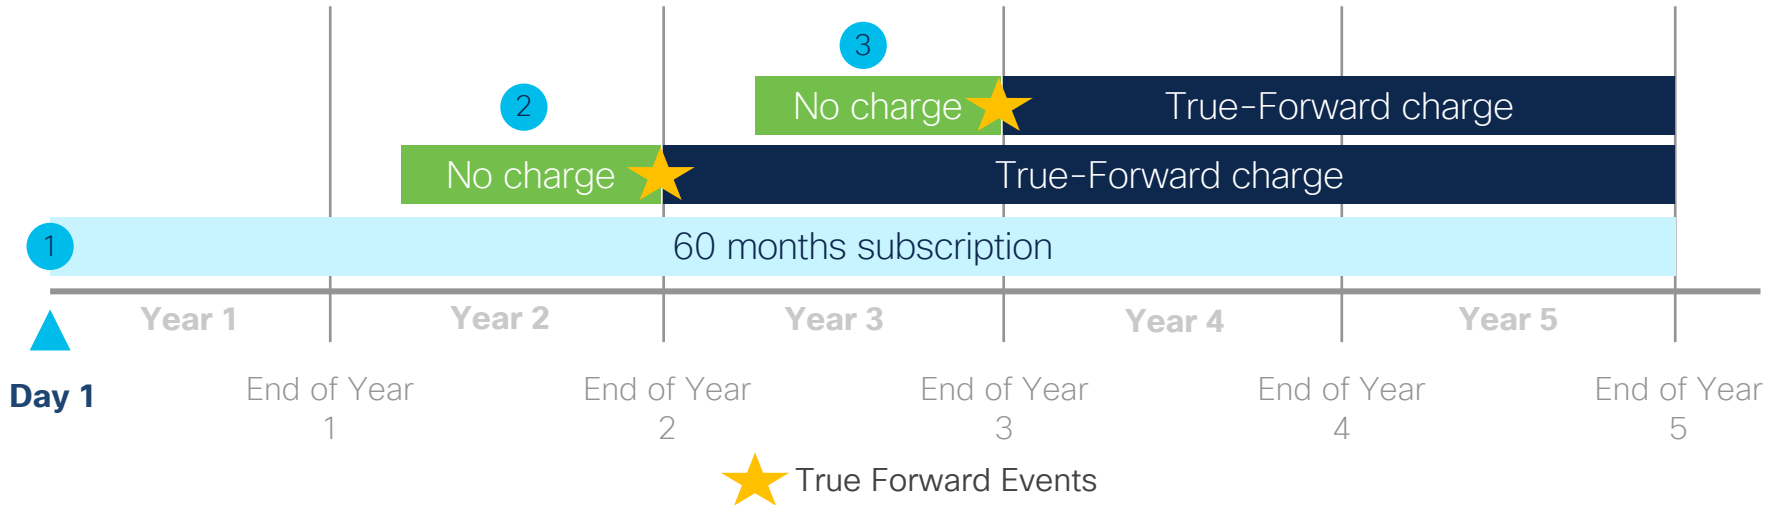 3
No charge
True-Forward charge
2
No charge
True-Forward charge
1
60 months subscription
Year 1
Year 2
Year 3
Year 4
Year 5
Day 1
End of Year
1
End of Year
2
End of Year
3
End of Year
4
End of Year
5
True Forward Events